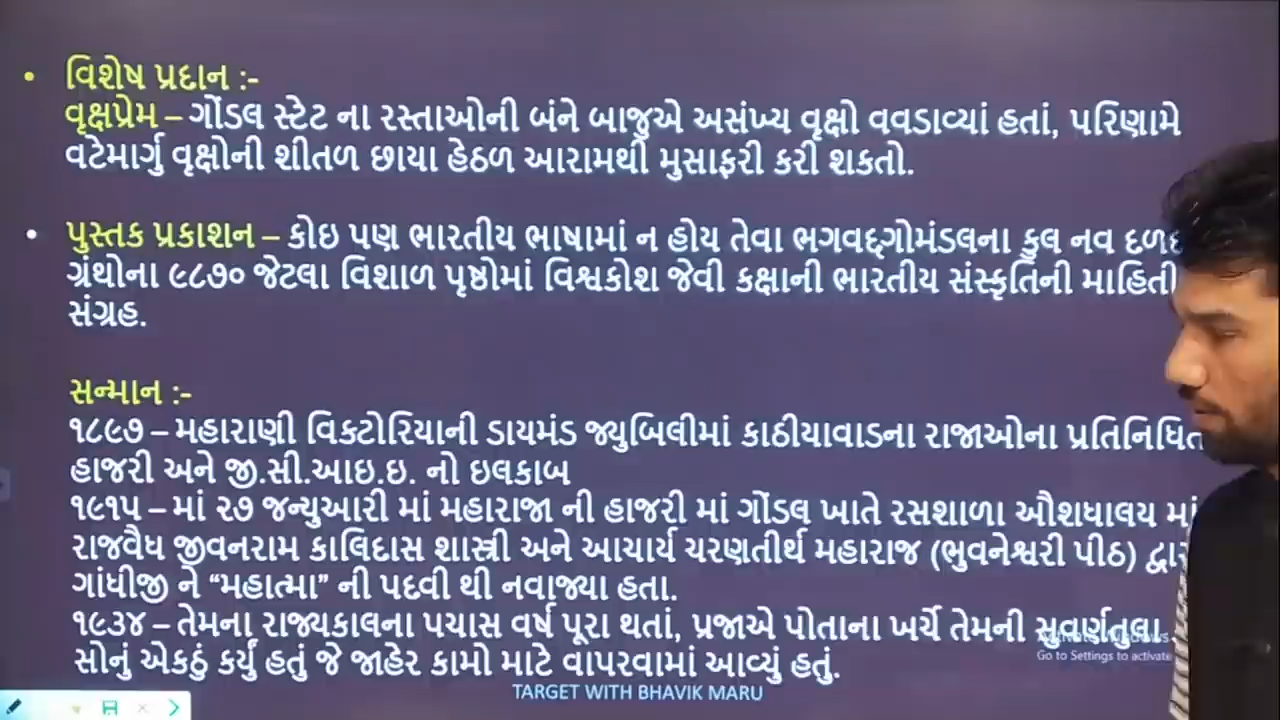 વિશેષ પ્રદાન :-
વૃક્ષપ્રેમ – ગોંડલ સ્ટેટ ના રસ્તાઓની બંને બાજુએ અસંખ્ય વૃક્ષો વવડાવ્યાં હતાં, પરિણામે
વટેમાર્ગુ વૃક્ષોની શીતળ છાયા હેઠળ આરામથી મુસાફરી કરી શકતો.
પુસ્તક પ્રકાશન – કોઇ પણ ભારતીય ભાષામાં ન હોય તેવા ભગવદ્ગોમંડલના કુલ નવ
ગ્રંથોના ૯૮૭૦ જેટલા વિશાળ પૃષ્ઠોમાં વિશ્વકોશ જેવી કક્ષાની ભારતીય સંસ્કૃતિની માહિતી
સંગ્રહ.
સન્માન :-
૧૮૯૭ – મહારાણી વિક્ટોરિયાની ડાયમંડ જ્યુબિલીમાં કાઠીયાવાડના રાજાઓના
હાજરી અને જી.સી.આઇ.ઇ. નો ઇલકાબ
૧૯૧૫ – માં ૨૭ જન્યુઆરી માં મહારાજા ની હાજરી માં ગોંડલ ખાતે રસશાળા ઔશધાલય માં
રાજવૈધ જીવનરામ કાલિદાસ શાસ્ત્રી અને આચાર્ય ચરણતીર્થ મહારાજ (ભુવનેશ્વરી પીઠ)
ગાંધીજી ને “મહાત્મા” ની પદવી થી નવાજ્યા હતા.
૧૯૩૪ – તેમના રાજ્યકાલના પચાસ વર્ષ પૂરા થતાં, પ્રજાએ પોતાના ખર્ચે તેમની સુવર્ણતુલા
સોનું એકઠું કર્યું હતું જે જાહેર કામો માટે વાપરવામાં આવ્યું હતું.
Go to Settings to activate
TARGET WITH BHAVIK MARU